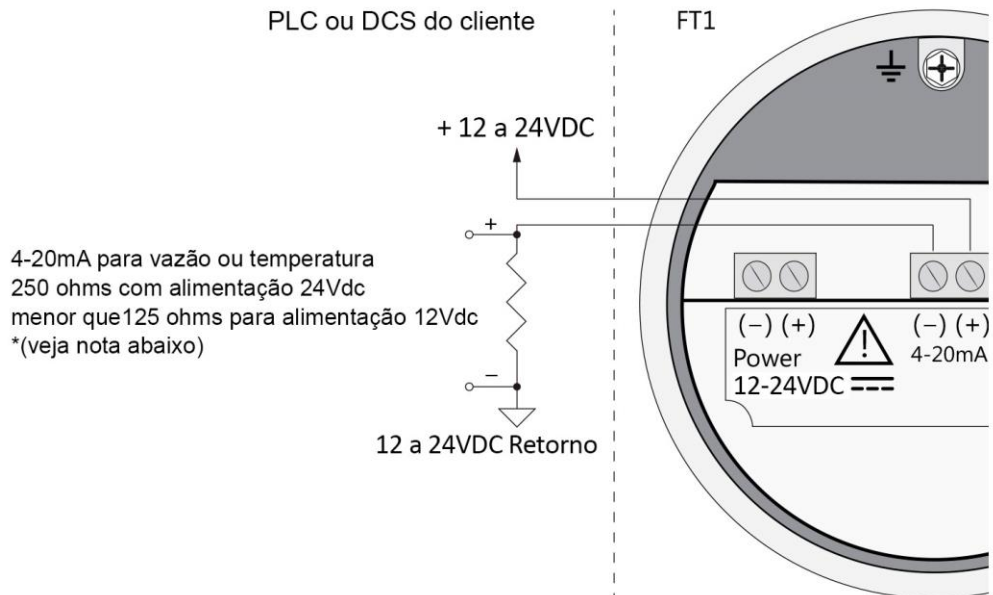 PLC ou DCS do cliente
FT1
+ 12 a 24VDC
+
4-20mA para vazão ou temperatura
250 ohms com alimentação 24Vdc
menor que125 ohms para alimentação 12Vdc
*(veja nota abaixo)
−
12 a 24VDC Retorno
(−) (+)
(−) (+)
Power
4-20mA
12-24VDC